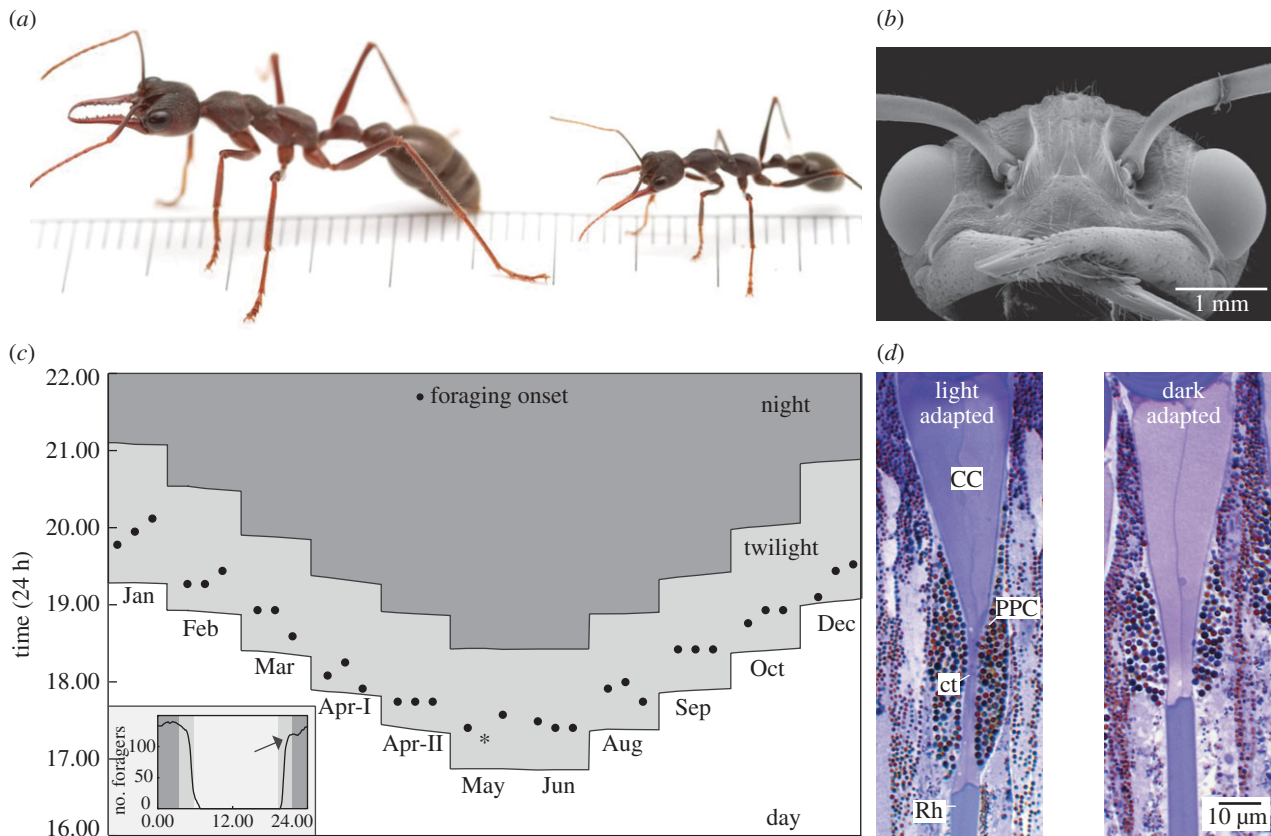 (a)
(b)
1 mm
(c)
22.00
21.00
20.00
19.00
18.00
17.00
16.00
time (24 h)
foraging onset
night
twilight
day
Jan
Feb
Mar
Apr-I
Apr-II
May
*
Jun
Aug
Sep
Oct
Dec
no. foragers
100
50
0
0.00
12.00
24.00
(d)
light
adapted
CC
PPC
ct
Rh
dark
adapted
10 µm